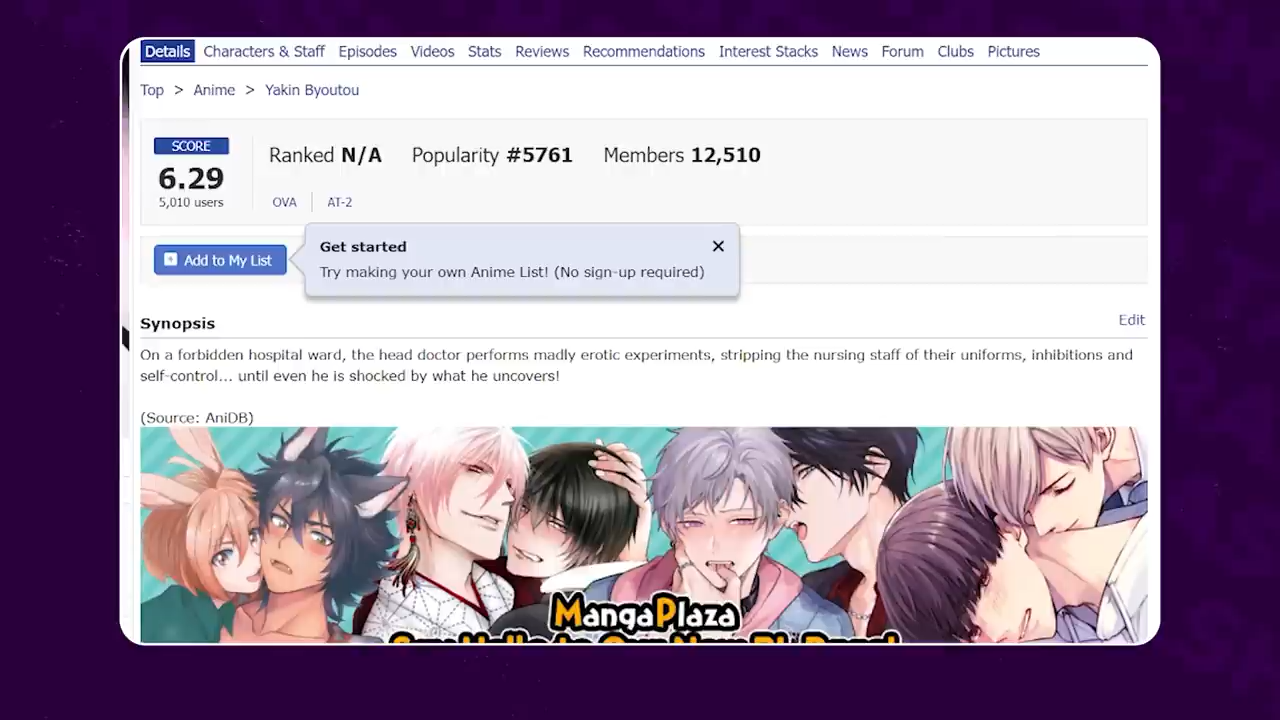 Details Characters & Staff Episodes Videos Stats Reviews Recommendations Interest Stacks News Forum Clubs Pictures
Top > Anime > Yakin Byoutou
SCORE
6.29
5,010 users
Ranked N/A Popularity #5761 Members 12,510
OVA AT-2
Add to My List
Get started
Try making your own Anime List! (No sign-up required)
Synopsis
Edit
On a forbidden hospital ward, the head doctor performs madly erotic experiments, stripping the nursing staff of their uniforms, inhibitions and
self-control... until even he is shocked by what he uncovers!
(Source: AniDB)
MangaPlaza